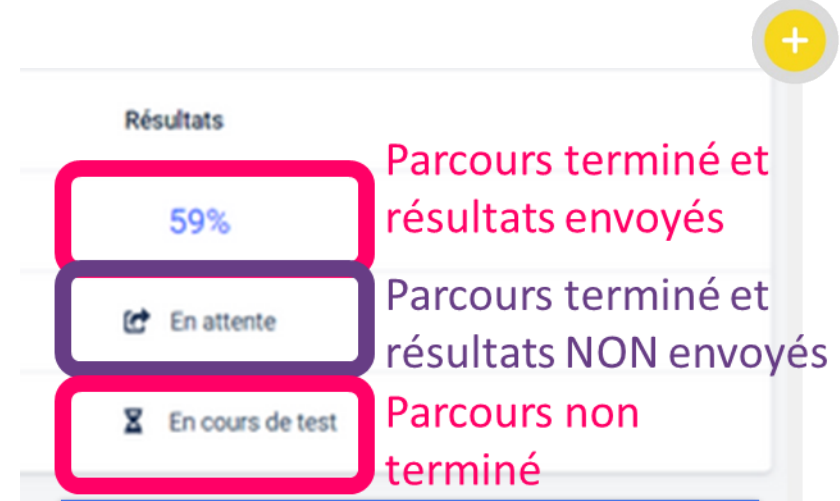 +
Résultats
Parcours terminé et
résultats envoyés
59%
Parcours terminé et
résultats NON envoyés
En attente
Parcours non
terminé
En cours de test